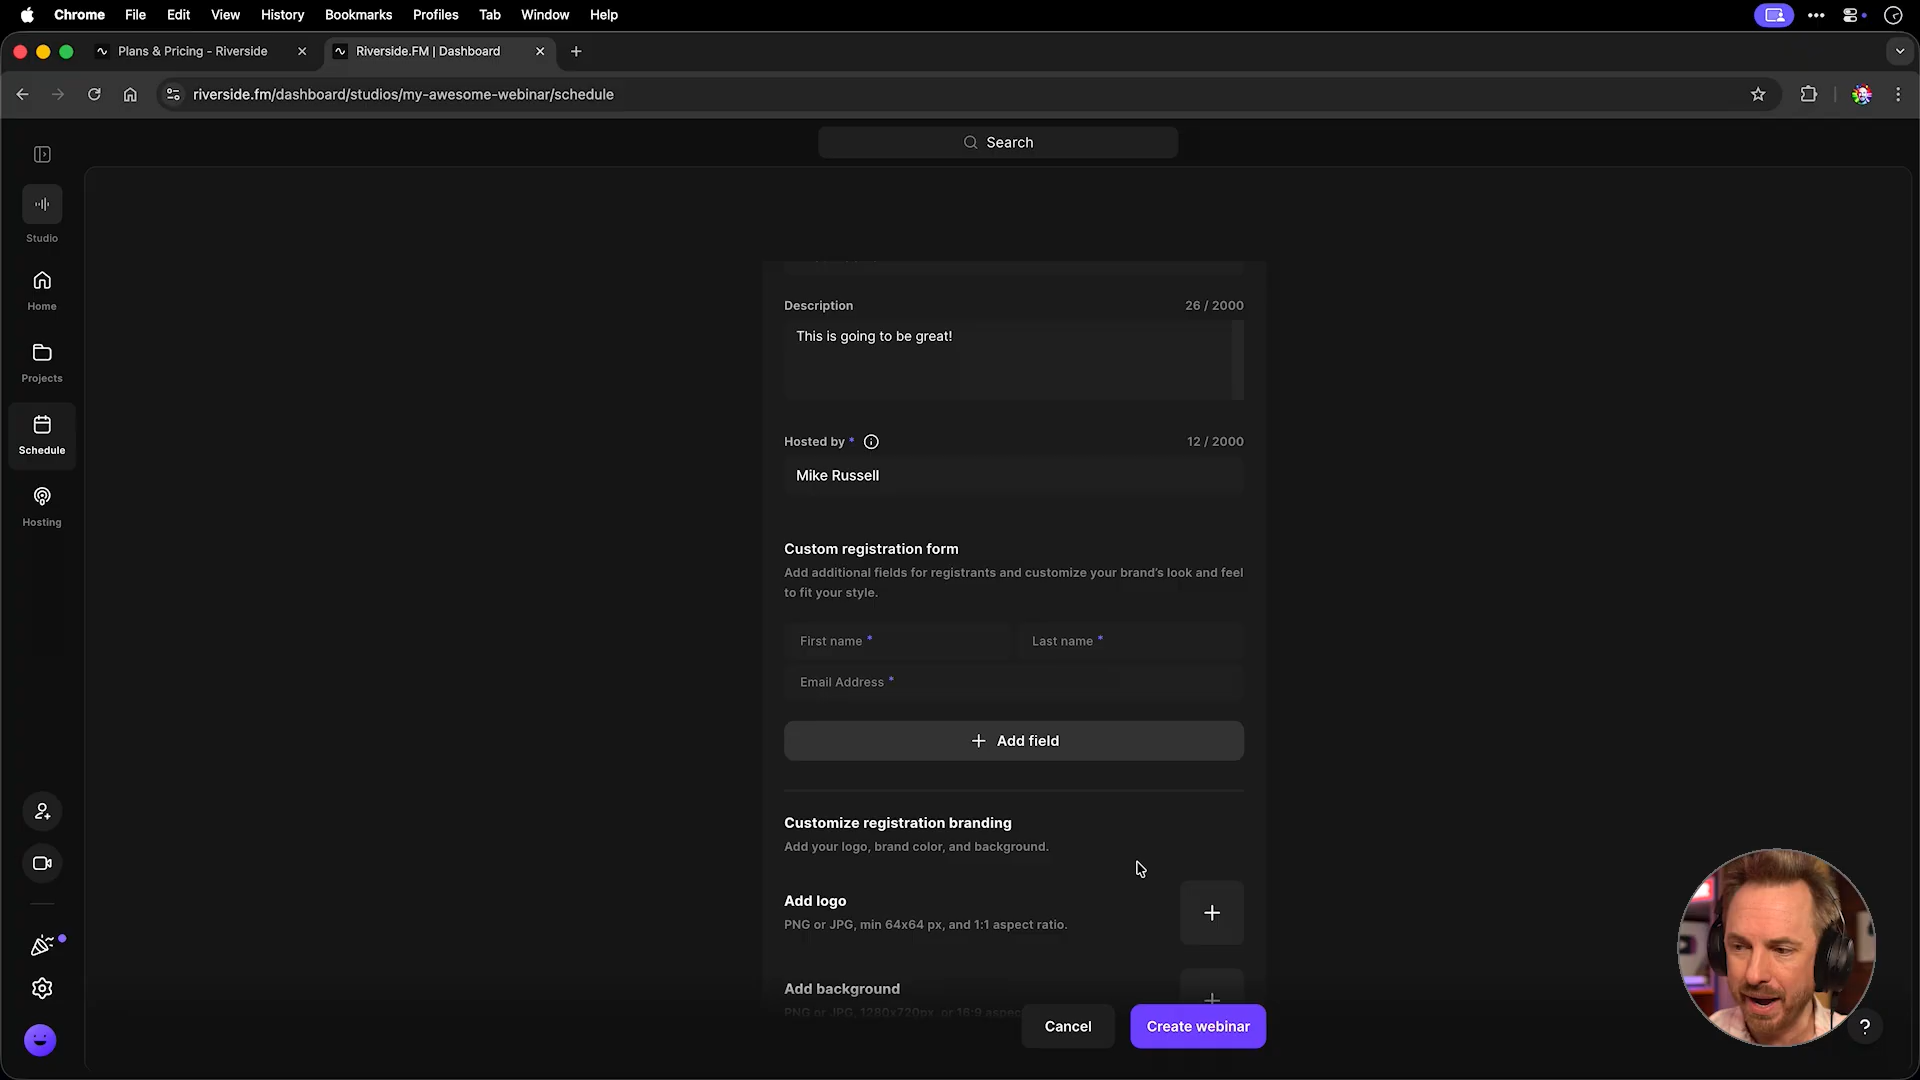 Chrome File Edit View History Bookmarks Profiles Tab Window Help
Plans & Pricing - Riverside
Riverside.FM | Dashboard
riverside.fm/dashboard/studios/my-awesome-webinar/schedule
Search
Studio
Home
Projects
Schedule
Hosting
Description 26 / 2000
This is going to be great!
Hosted by * 12 / 2000
Mike Russell
Custom registration form
Add additional fields for registrants and customize your brand's look and feel
to fit your style.
First name * Last name *
Email Address *
+ Add field
Customize registration branding
Add your logo, brand color, and background.
Add logo
PNG or JPG, min 64x64 px, and 1:1 aspect ratio.
Add background
PNG or JPG, 1280x720px, or 16:9 aspec
Cancel
Create webinar
?